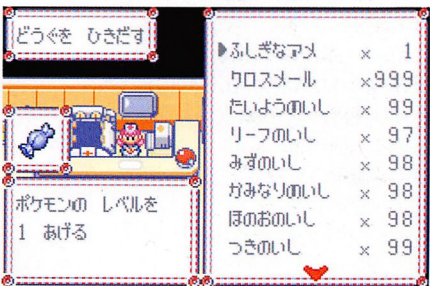 どうぐを ひきだす
▶ふしぎなアメ × 1
クロスメール ×999
たいようのいし × 99
リーフのいし × 97
みずのいし × 98
かみなりのいし × 98
ほのおのいし × 98
つきのいし × 99
ポケモンの レベルを
1 あげる